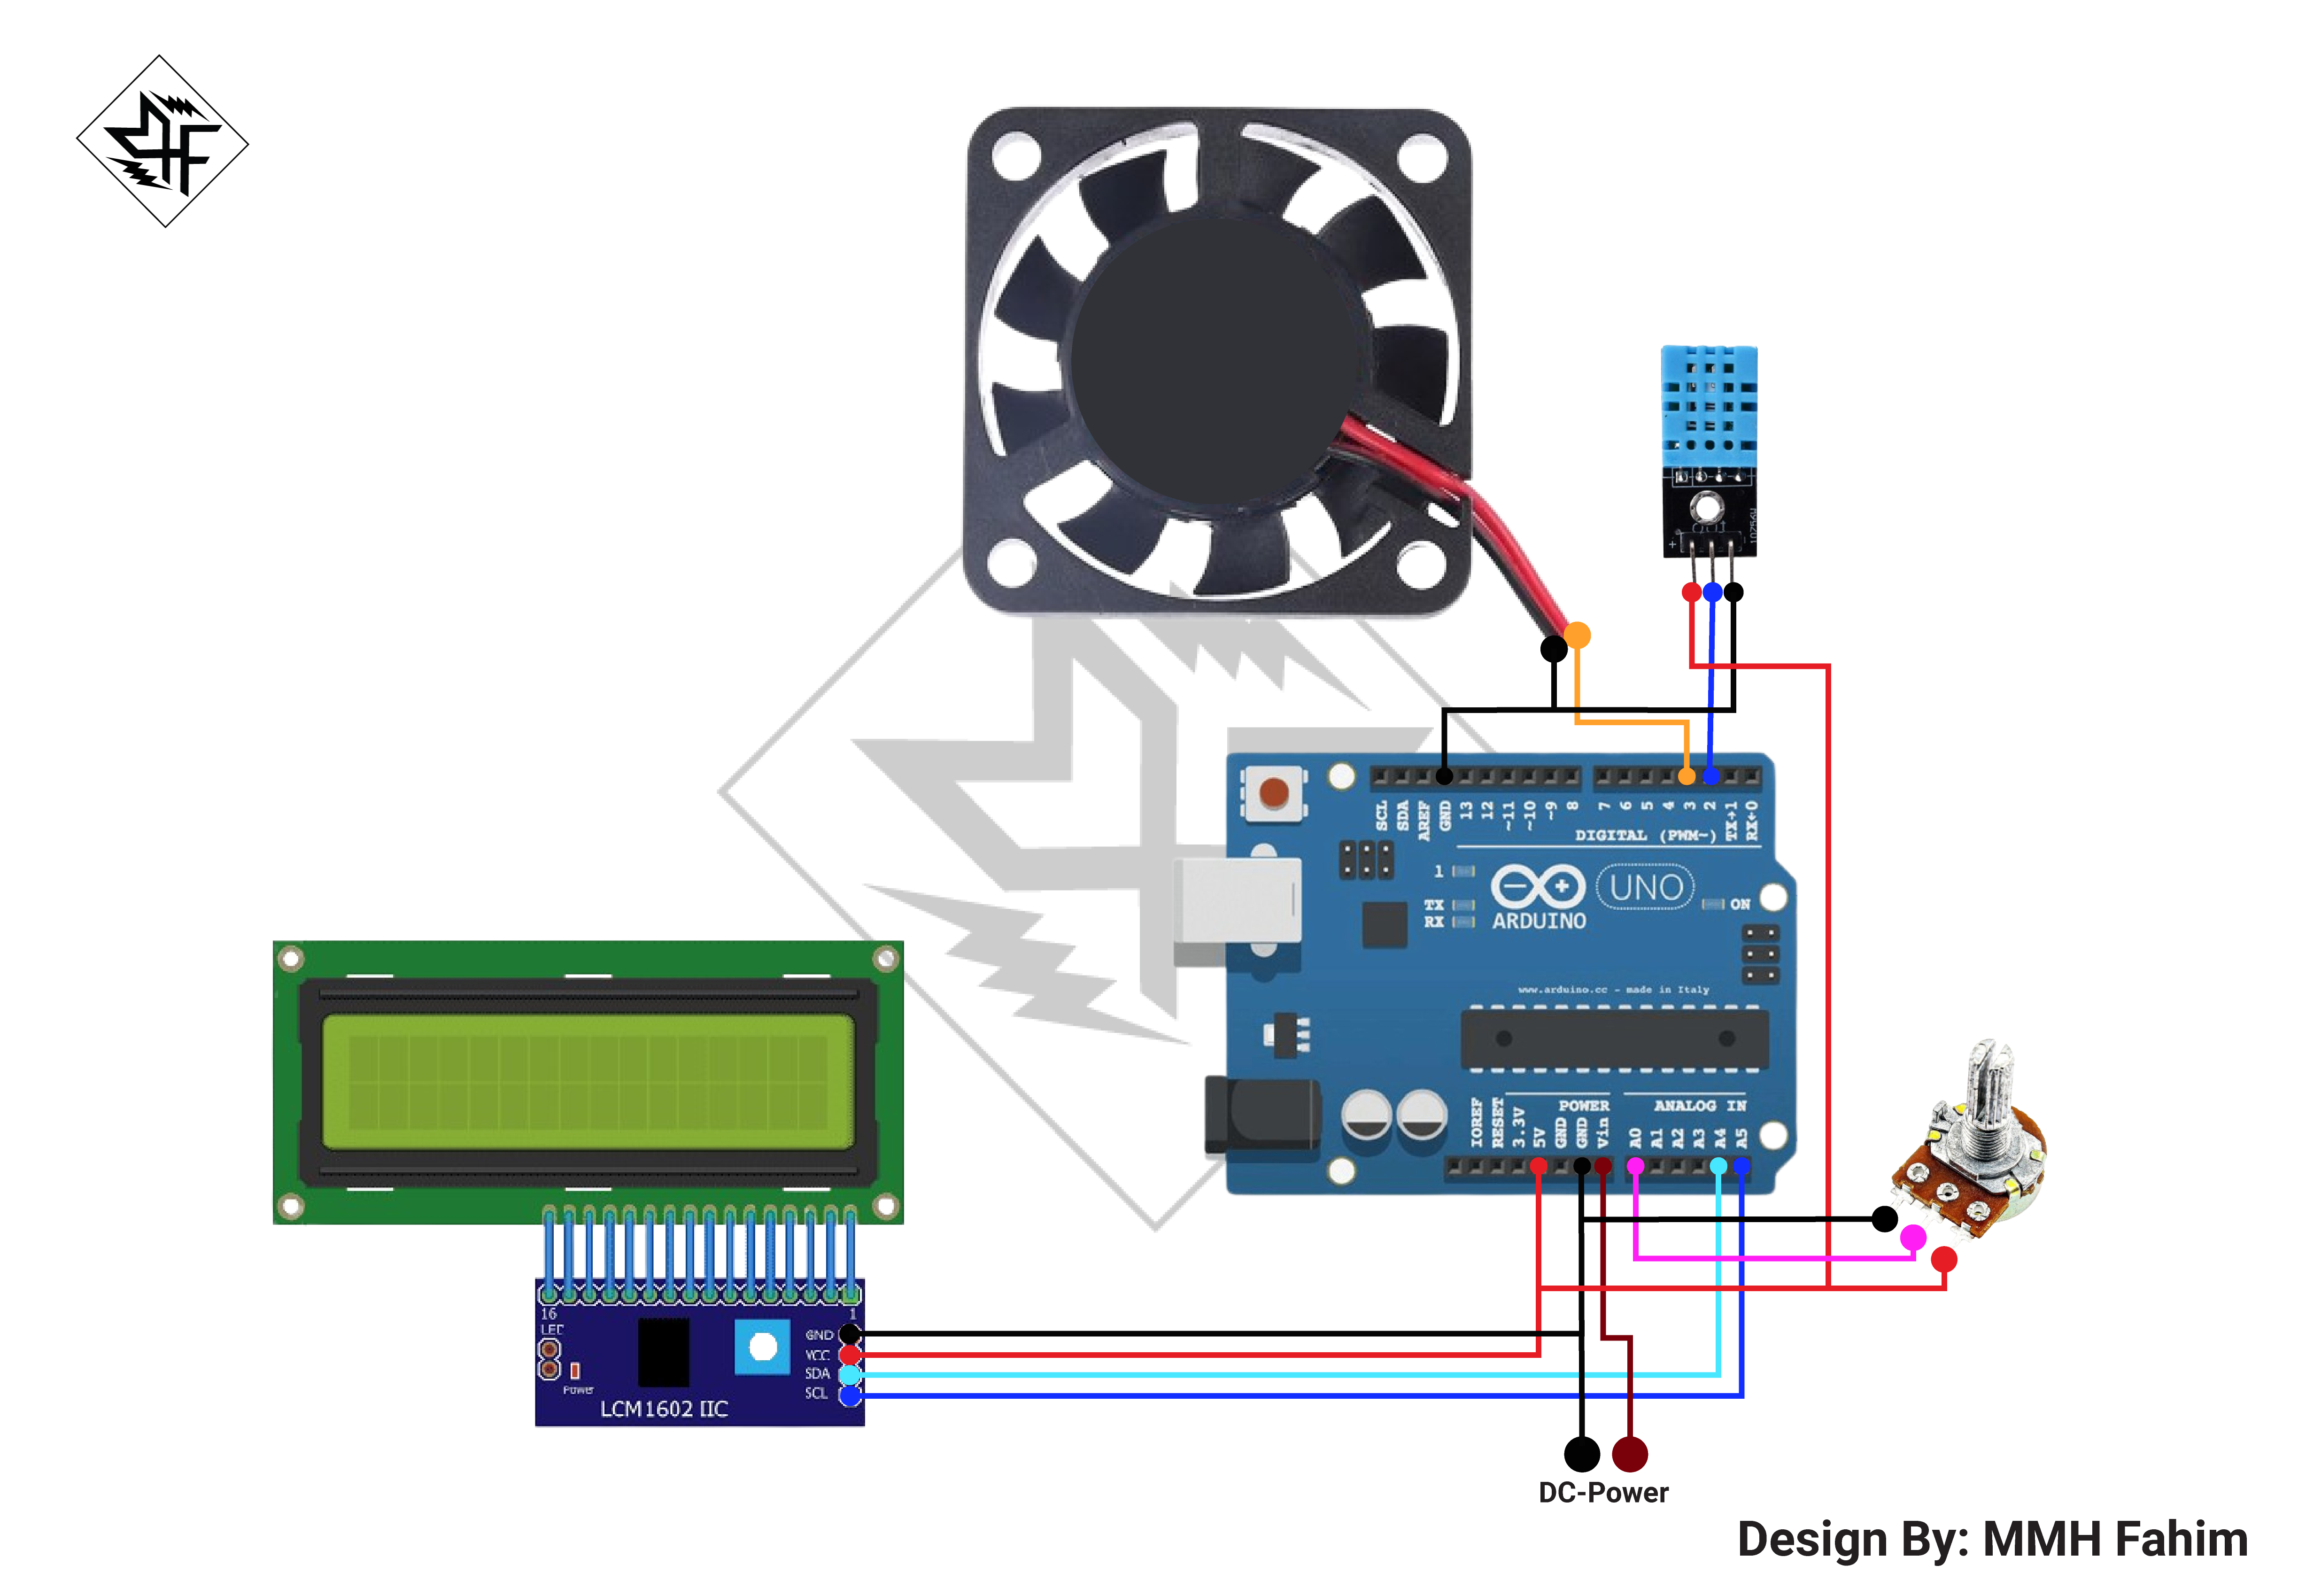 +
out
10256W
SCL
SDA
AREF
GND
13
12
~11
~10
~9
8
7
6
5
4
3
2
TX→1
RX←0
DIGITAL (PWM~)
1
TX
RX
ARDUINO
UNO
ON
www.arduino.cc - made in Italy
POWER
ANALOG IN
IOREF
RESET
3.3V
5V
GND
GND
Vin
A0
A1
A2
A3
A4
A5
16
1
LED
Power
GND
VCC
SDA
SCL
LCM1602 IIC
DC-Power
Design By: MMH Fahim